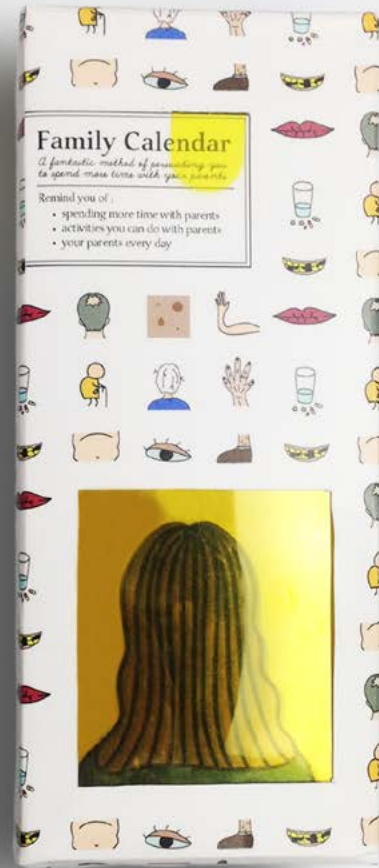 Family Calendar
A fantastic method of persuading you
to spend more time with your parents
Remind you of :
• spending more time with parents
• activities you can do with parents
• your parents every day